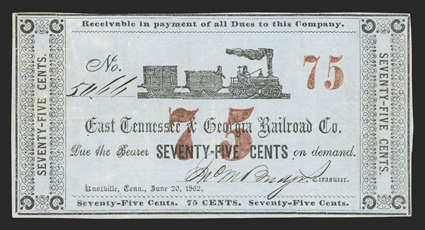 Receivable in payment of all Dues to this Company.
No.
75
75
East Tennessee & Georgia Railroad Co.
Due the Bearer SEVENTY-FIVE CENTS on demand.
Treasurer.
Knoxville, Tenn., June 20, 1862.
Seventy-Five Cents. 75 CENTS. Seventy-Five Cents.
SEVENTY-FIVE CENTS.
SEVENTY-FIVE CENTS.